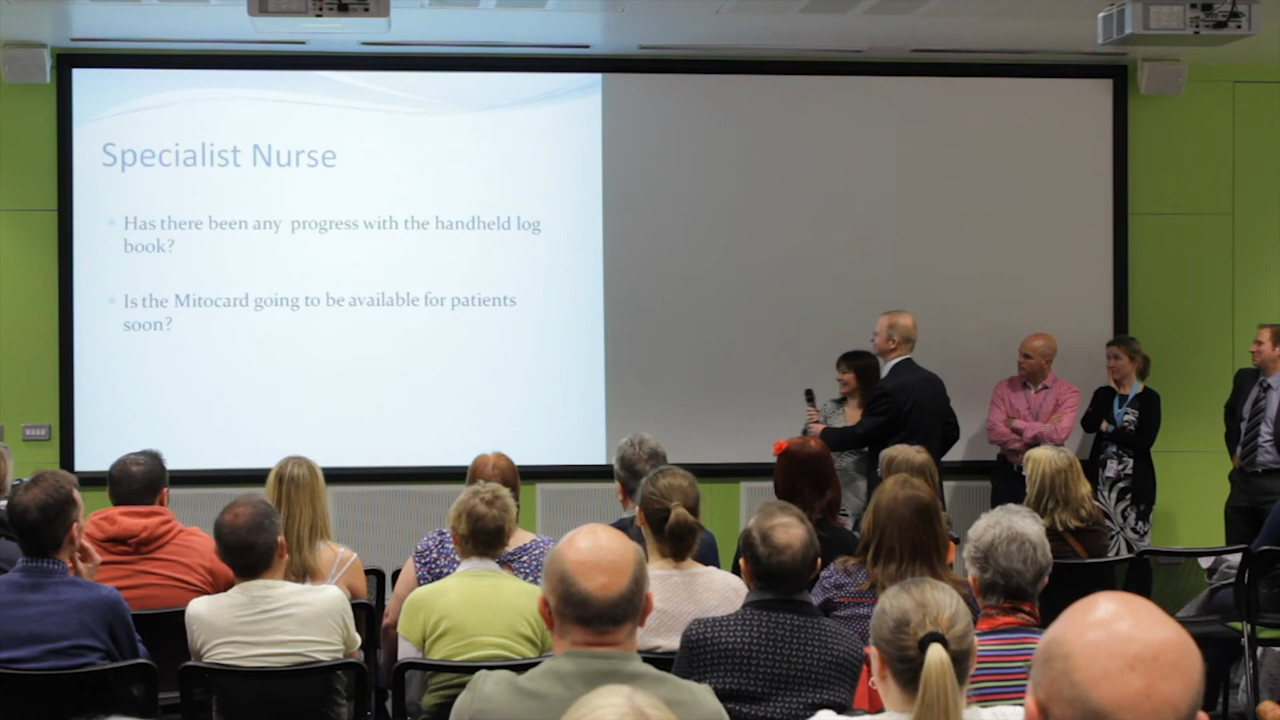 Specialist Nurse
Has there been any progress with the handheld log
book?
Is the Mitocard going to be available for patients
soon?